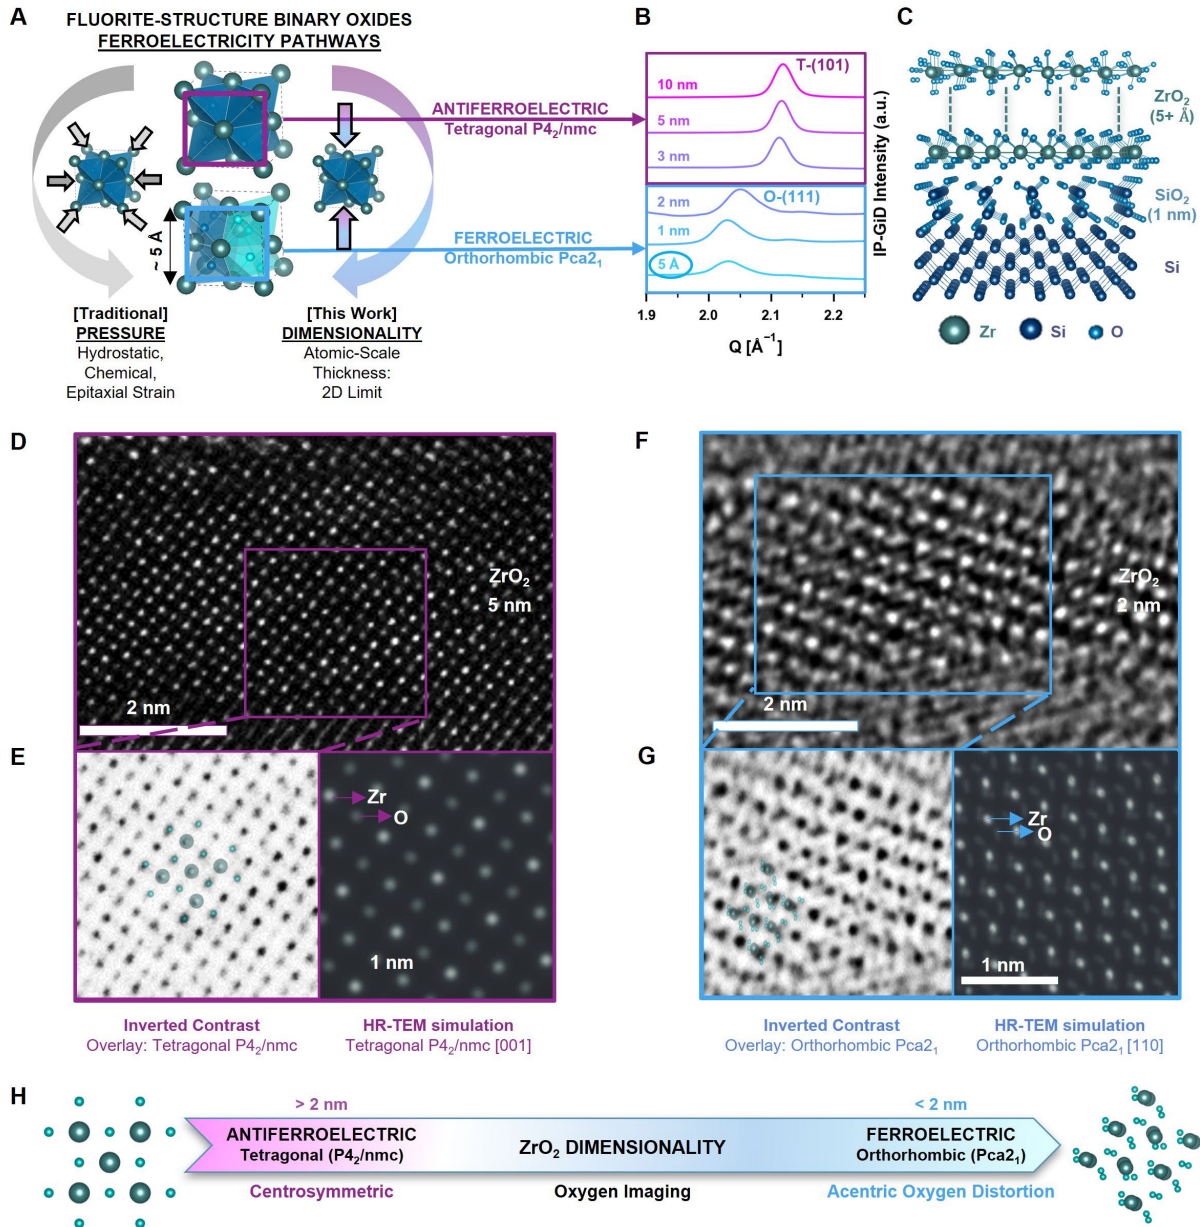 A
FLUORITE-STRUCTURE BINARY OXIDES
FERROELECTRICITY PATHWAYS
ANTIFERROELECTRIC
Tetragonal P4₂/nmc
~ 5 Å
FERROELECTRIC
Orthorhombic Pca2₁
[Traditional]
PRESSURE
Hydrostatic,
Chemical,
Epitaxial Strain
[This Work]
DIMENSIONALITY
Atomic-Scale
Thickness:
2D Limit
B
T-(101)
10 nm
5 nm
3 nm
O-(111)
2 nm
1 nm
5 Å
1.9
2.0
2.1
2.2
Q [Å⁻¹]
IP-GiD Intensity (a.u.)
C
ZrO₂
(5+ Å)
SiO₂
(1 nm)
Si
Zr
Si
O
D
ZrO₂
5 nm
2 nm
E
Zr
O
1 nm
Inverted Contrast
Overlay: Tetragonal P4₂/nmc
HR-TEM simulation
Tetragonal P4₂/nmc [001]
F
ZrO₂
2 nm
2 nm
G
Zr
O
1 nm
Inverted Contrast
Overlay: Orthorhombic Pca2₁
HR-TEM simulation
Orthorhombic Pca2₁ [110]
H
> 2 nm
< 2 nm
ANTIFERROELECTRIC
Tetragonal (P4₂/nmc)
ZrO₂ DIMENSIONALITY
FERROELECTRIC
Orthorhombic (Pca2₁)
Centrosymmetric
Oxygen Imaging
Acentric Oxygen Distortion